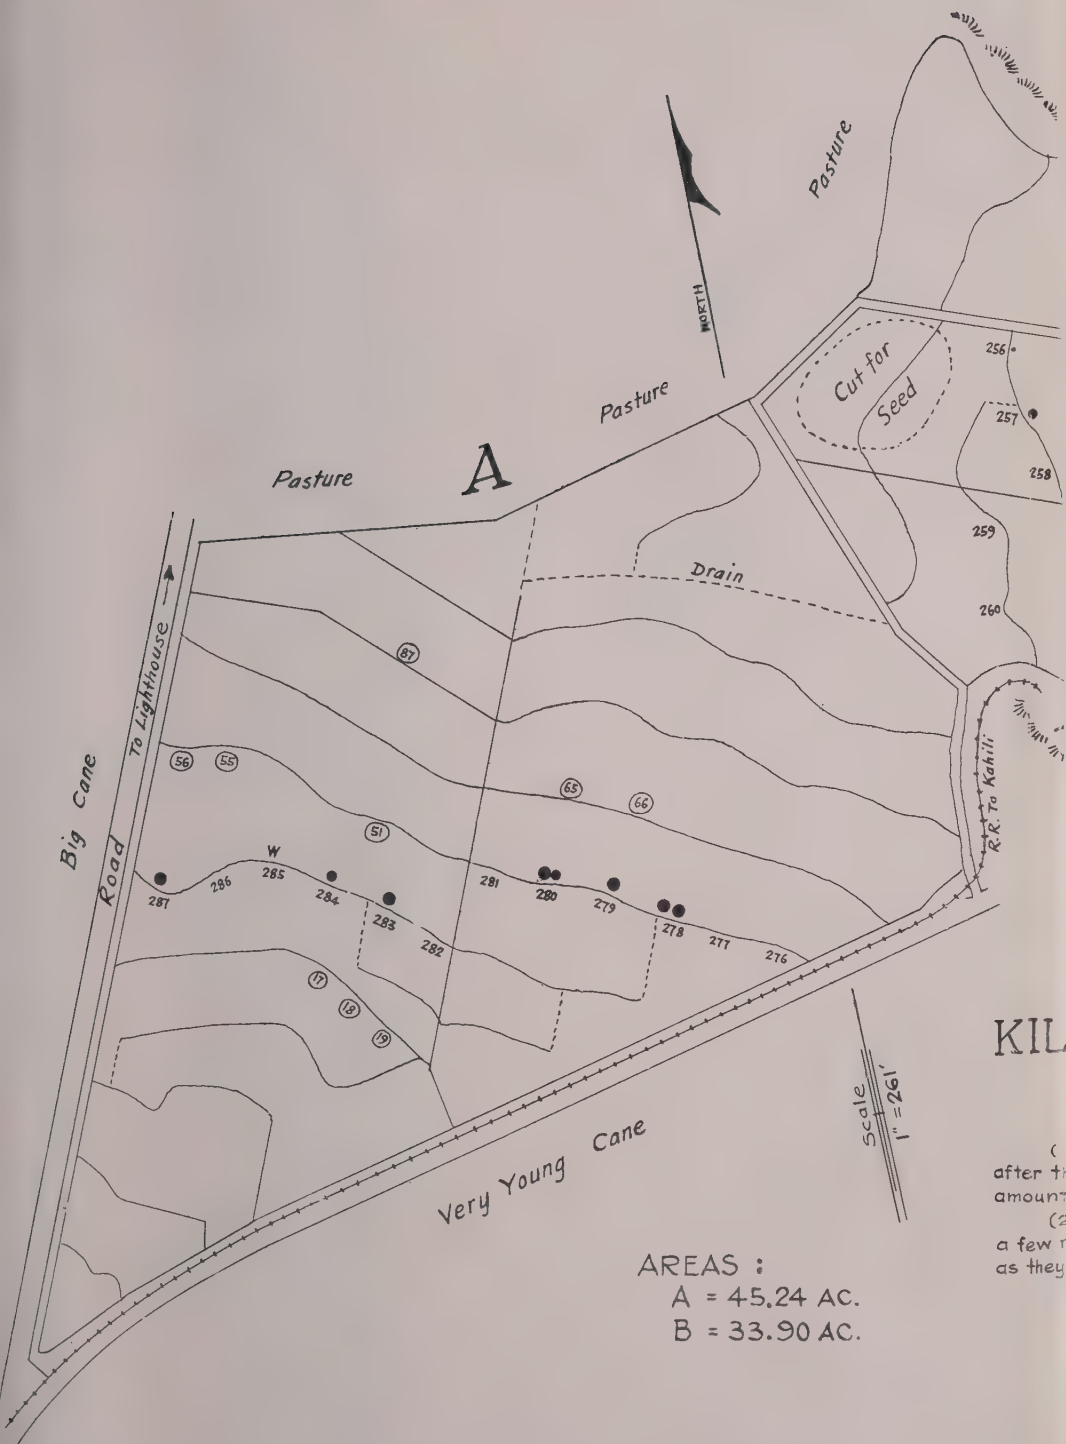 Pasture
NORTH
Cut for
Seed
256
257
258
259
260
Pasture
Pasture
A
Drain
To Lighthouse
Big Cane
Road
R.R. To Kahili
87
56
55
65
66
51
W
287
286
285
284
283
282
281
280
279
278
277
276
17
18
19
Very Young Cane
Scale
1" = 261'
KIL
(
after th
amount
(2
a few
as they
AREAS :
A = 45.24 AC.
B = 33.90 AC.